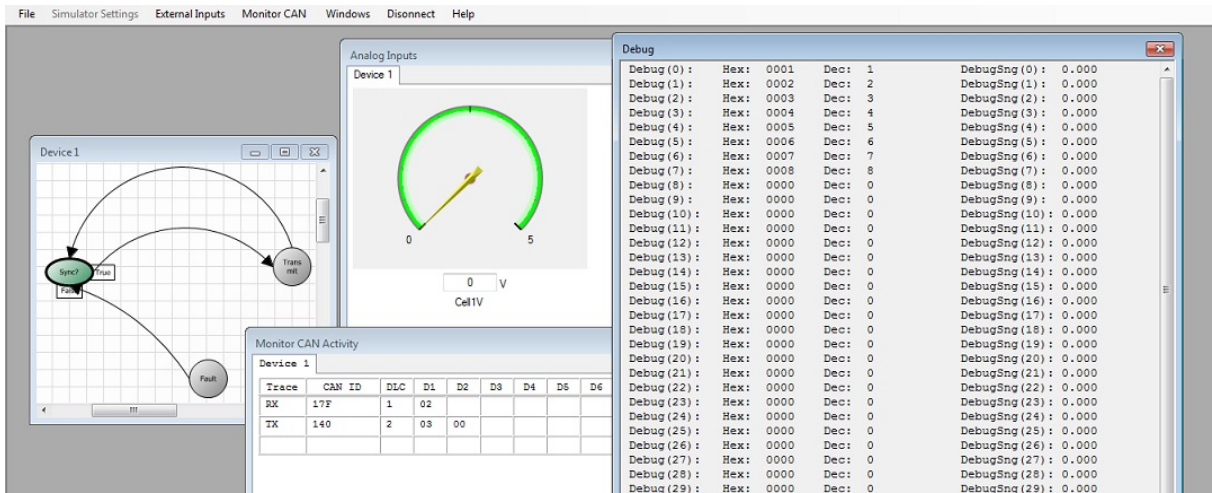 File Simulator Settings External Inputs Monitor CAN Windows Disonnect Help
Device 1
Sync?
True
False
Trans
mit
Fault
Analog Inputs
Device 1
0 5
0 V
Cell1V
Monitor CAN Activity
Device 1
Trace CAN ID DLC D1 D2 D3 D4 D5 D6
RX 17F 1 02
TX 140 2 03 00
Debug
Debug(0): Hex: 0001 Dec: 1 DebugSng(0): 0.000
Debug(1): Hex: 0002 Dec: 2 DebugSng(1): 0.000
Debug(2): Hex: 0003 Dec: 3 DebugSng(2): 0.000
Debug(3): Hex: 0004 Dec: 4 DebugSng(3): 0.000
Debug(4): Hex: 0005 Dec: 5 DebugSng(4): 0.000
Debug(5): Hex: 0006 Dec: 6 DebugSng(5): 0.000
Debug(6): Hex: 0007 Dec: 7 DebugSng(6): 0.000
Debug(7): Hex: 0008 Dec: 8 DebugSng(7): 0.000
Debug(8): Hex: 0000 Dec: 0 DebugSng(8): 0.000
Debug(9): Hex: 0000 Dec: 0 DebugSng(9): 0.000
Debug(10): Hex: 0000 Dec: 0 DebugSng(10): 0.000
Debug(11): Hex: 0000 Dec: 0 DebugSng(11): 0.000
Debug(12): Hex: 0000 Dec: 0 DebugSng(12): 0.000
Debug(13): Hex: 0000 Dec: 0 DebugSng(13): 0.000
Debug(14): Hex: 0000 Dec: 0 DebugSng(14): 0.000
Debug(15): Hex: 0000 Dec: 0 DebugSng(15): 0.000
Debug(16): Hex: 0000 Dec: 0 DebugSng(16): 0.000
Debug(17): Hex: 0000 Dec: 0 DebugSng(17): 0.000
Debug(18): Hex: 0000 Dec: 0 DebugSng(18): 0.000
Debug(19): Hex: 0000 Dec: 0 DebugSng(19): 0.000
Debug(20): Hex: 0000 Dec: 0 DebugSng(20): 0.000
Debug(21): Hex: 0000 Dec: 0 DebugSng(21): 0.000
Debug(22): Hex: 0000 Dec: 0 DebugSng(22): 0.000
Debug(23): Hex: 0000 Dec: 0 DebugSng(23): 0.000
Debug(24): Hex: 0000 Dec: 0 DebugSng(24): 0.000
Debug(25): Hex: 0000 Dec: 0 DebugSng(25): 0.000
Debug(26): Hex: 0000 Dec: 0 DebugSng(26): 0.000
Debug(27): Hex: 0000 Dec: 0 DebugSng(27): 0.000
Debug(28): Hex: 0000 Dec: 0 DebugSng(28): 0.000
Debug(29): Hex: 0000 Dec: 0 DebugSng(29): 0.000